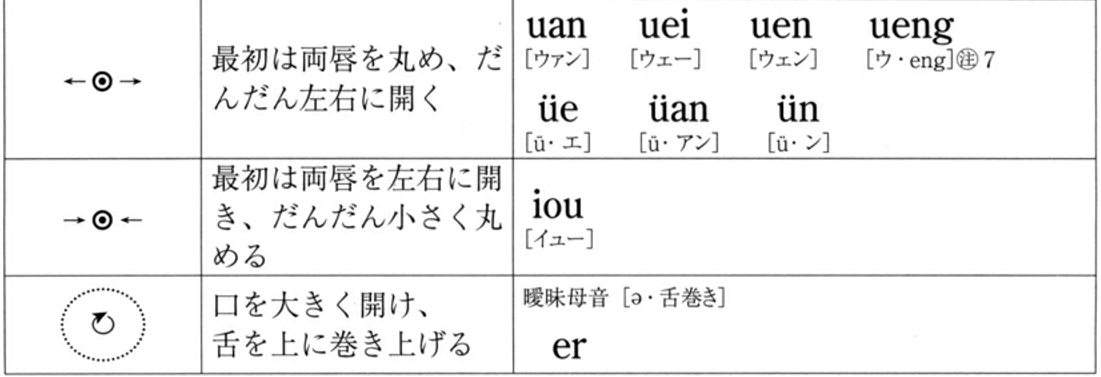 最初は両唇を丸め、だ
んだん左右に開く
uan uei uen ueng
[ウァン] [ウェー] [ウェン] [ウ・eng]㊟7
üe üan ün
[ü・エ] [ü・アン] [ü・ン]
最初は両唇を左右に開
き、だんだん小さく丸
める
iou
[イュー]
口を大きく開け、
舌を上に巻き上げる
曖昧母音 [ə・舌巻き]
er